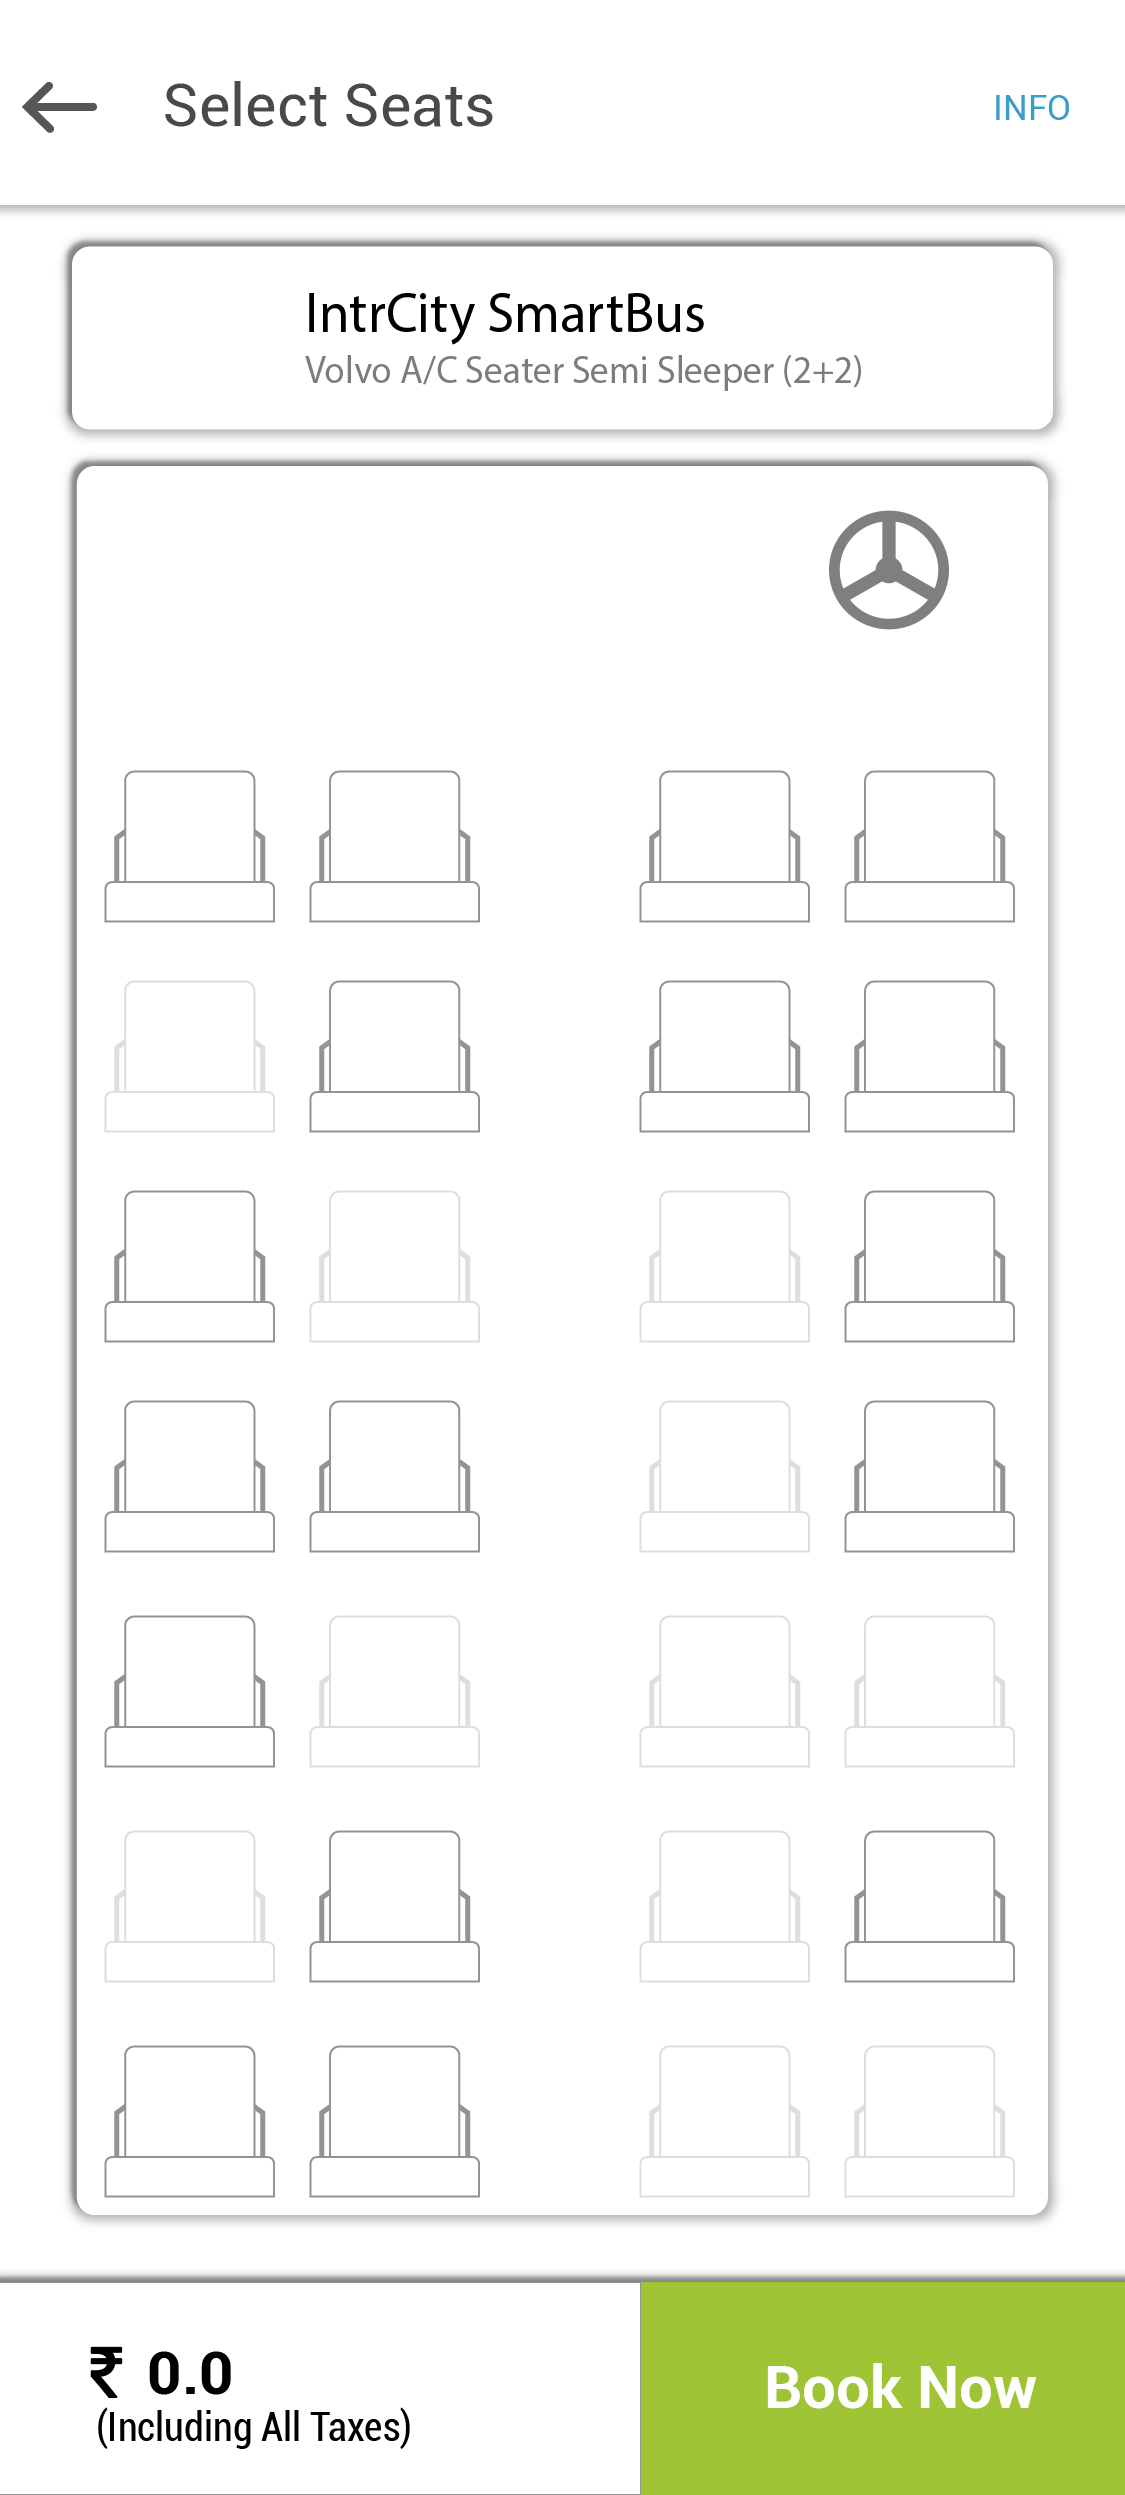 Select Seats
INFO
IntrCity SmartBus
Volvo A/C Seater Semi Sleeper (2+2)
₹ 0.0
(Including All Taxes)
Book Now